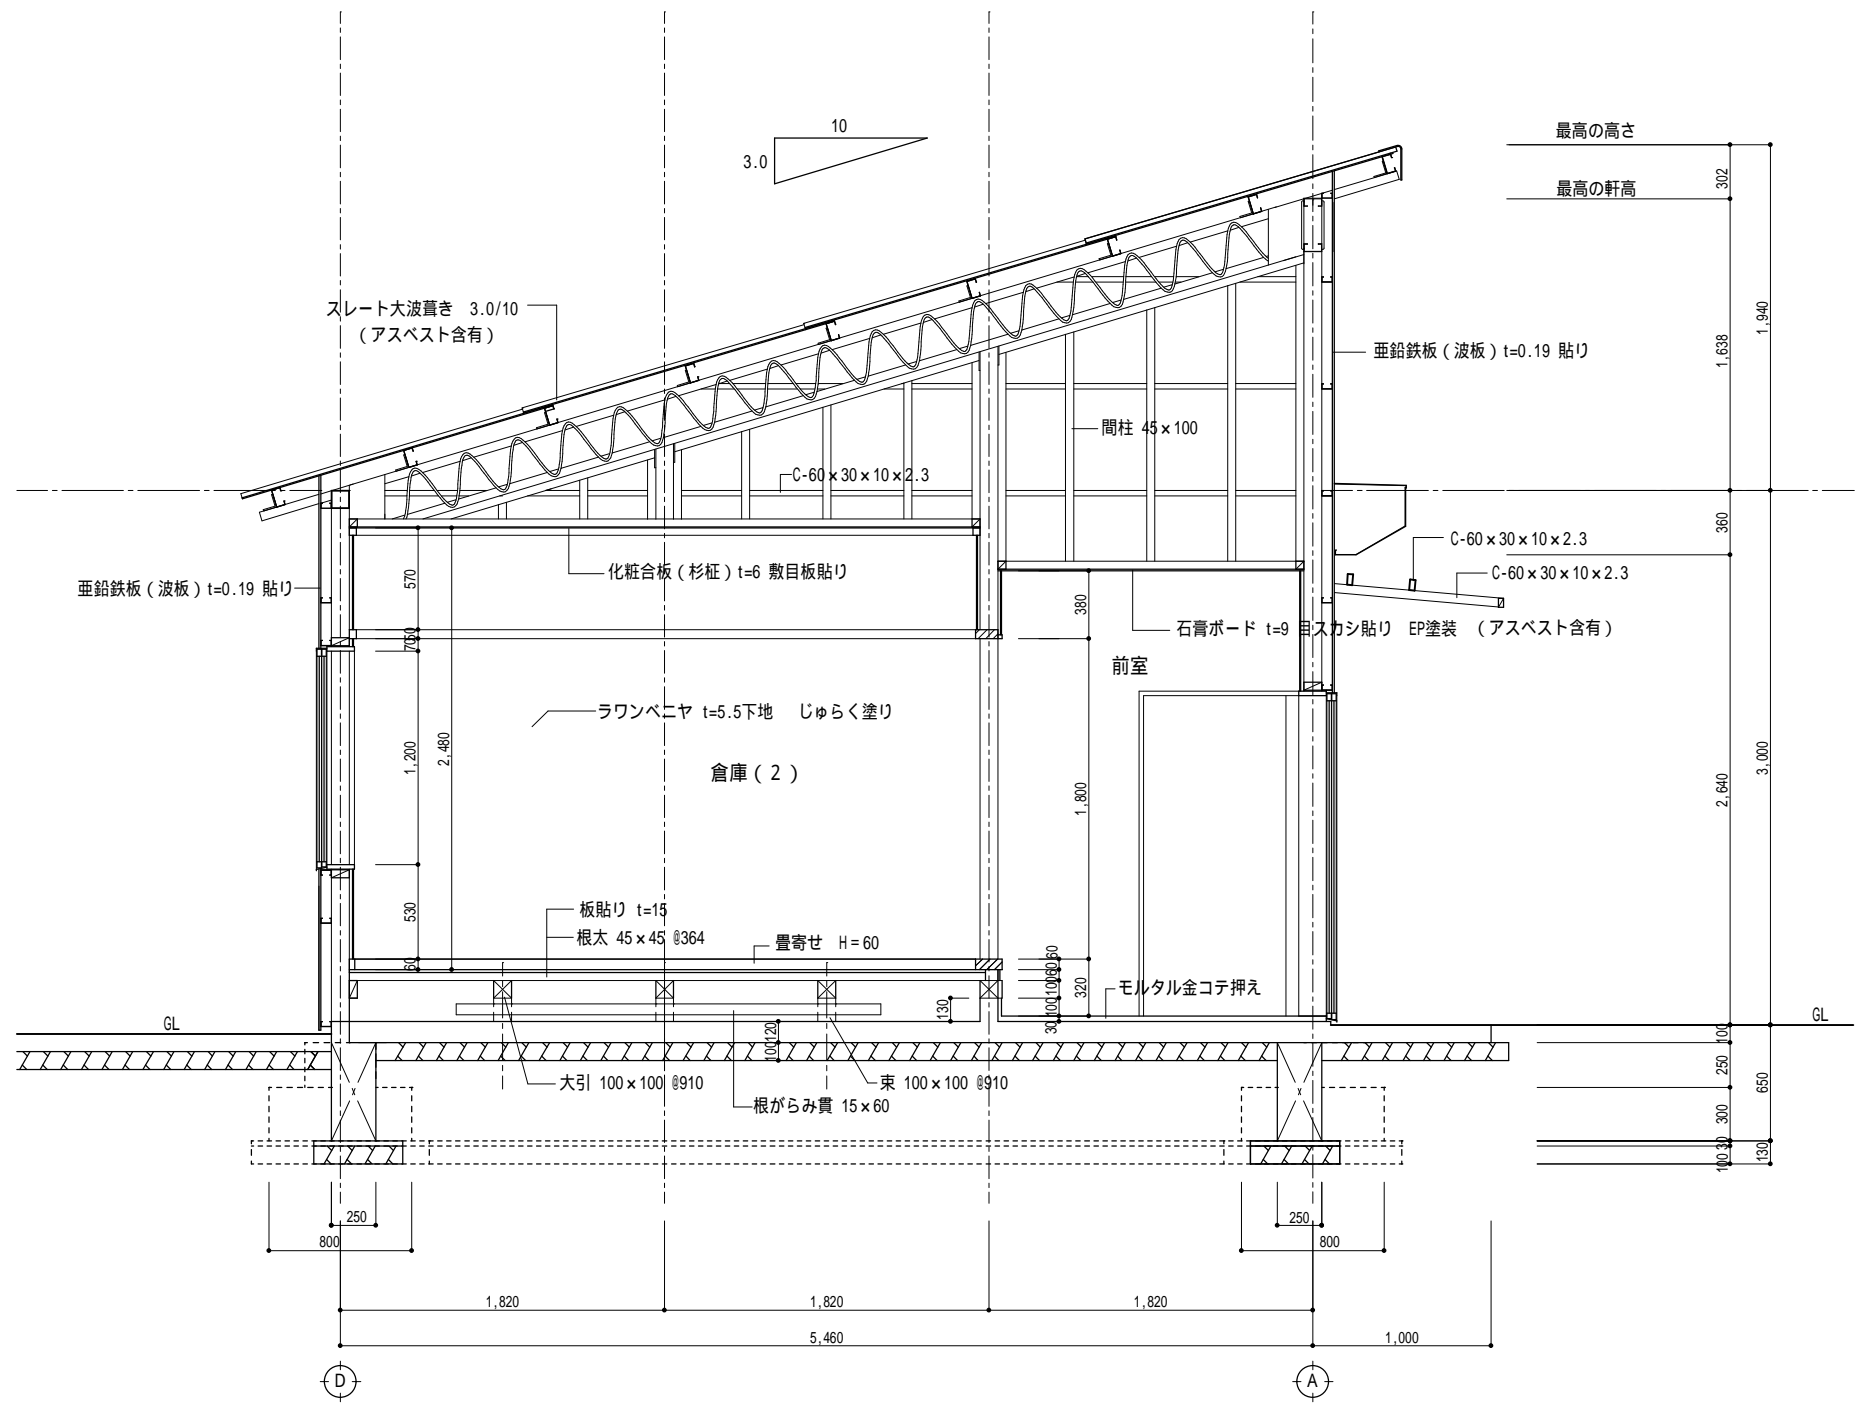 10
3.0
最高の高さ
302
最高の軒高
スレート大波葺き 3.0/10
(アスベスト含有)
1,940
1,638
亜鉛鉄板(波板)t=0.19 貼り
間柱 45×100
C-60×30×10×2.3
360
C-60×30×10×2.3
C-60×30×10×2.3
化粧合板(杉柾)t=6 敷目板貼り
570
亜鉛鉄板(波板)t=0.19 貼り
380
石膏ボード t=9 目スカシ貼り EP塗装 (アスベスト含有)
50
70
前室
ラワンベニヤ t=5.5下地 じゅらく塗り
倉庫(2)
1,200
2,480
1,800
2,640
3,000
530
板貼り t=15
根太 45×45 @364
畳寄せ H=60
60
60
60
100
100
30
320
130
モルタル金コテ押え
GL
GL
120
100
100
250
650
300
30
100
130
大引 100×100 @910
束 100×100 @910
根がらみ貫 15×60
250
800
250
800
1,820
1,820
1,820
5,460
1,000
D
A